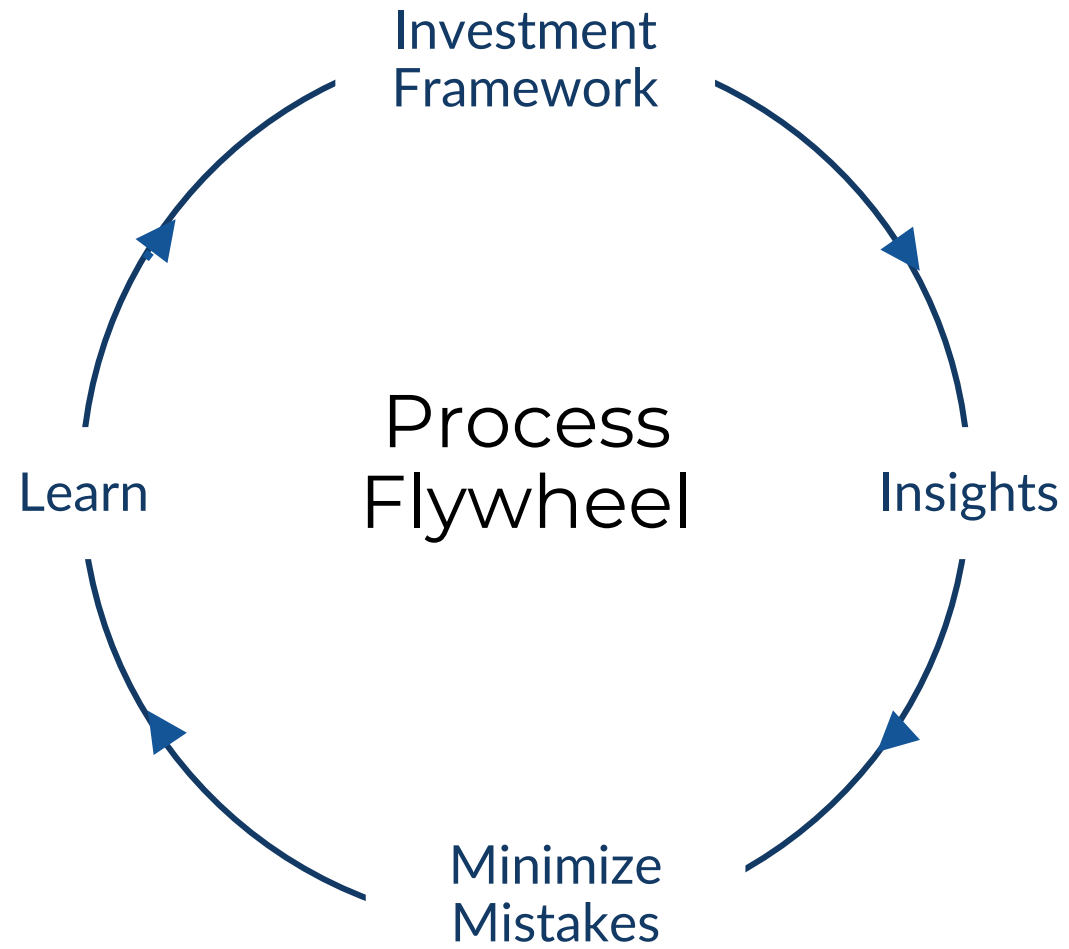 Investment
Framework
Process
Flywheel
Learn
Insights
Minimize
Mistakes